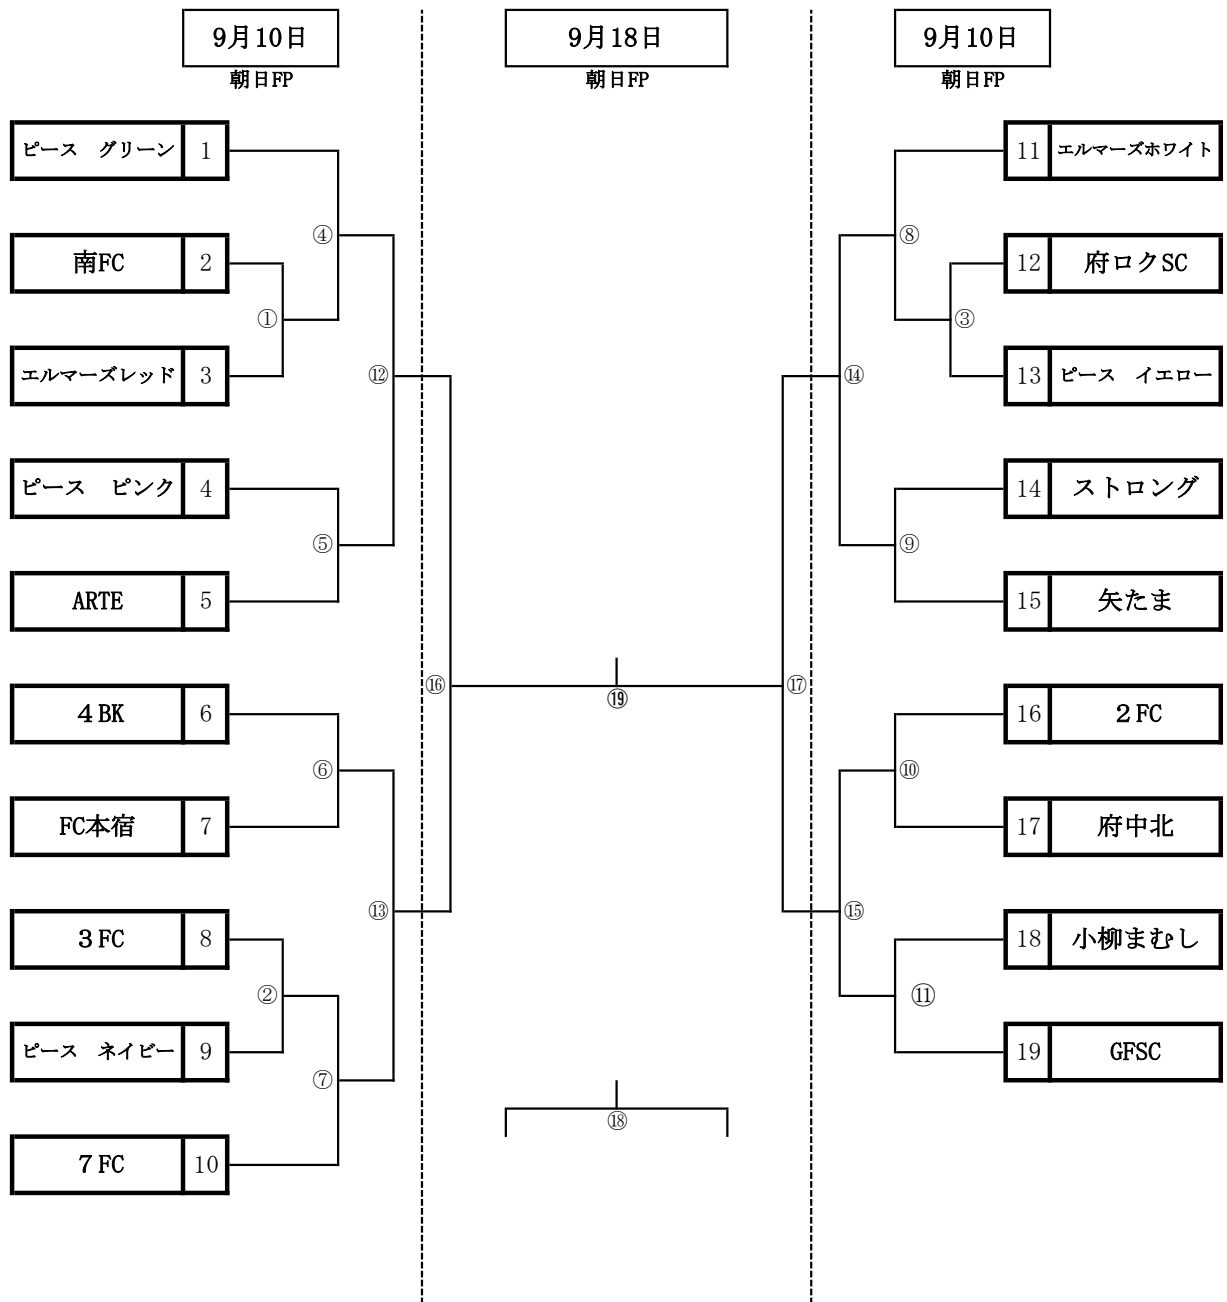 9月10日 9月18日 9月10日
朝日FP 朝日FP 朝日FP
ピース　グリーン 1 11 エルマーズホワイト
④ ⑧
南FC 2 12 府ロクSC
① ③
エルマーズレッド 3 ⑫ ⑭ 13 ピース　イエロー
ピース　ピンク 4 14 ストロング
⑤ ⑨
ARTE 5 15 矢たま
⑯ ⑲ ⑰
４BK 6 16 ２FC
⑥ ⑩
FC本宿 7 17 府中北
⑬ ⑮
３FC 8 18 小柳まむし
② ⑪
ピース　ネイビー 9 19 GFSC
⑦
⑱
７FC 10